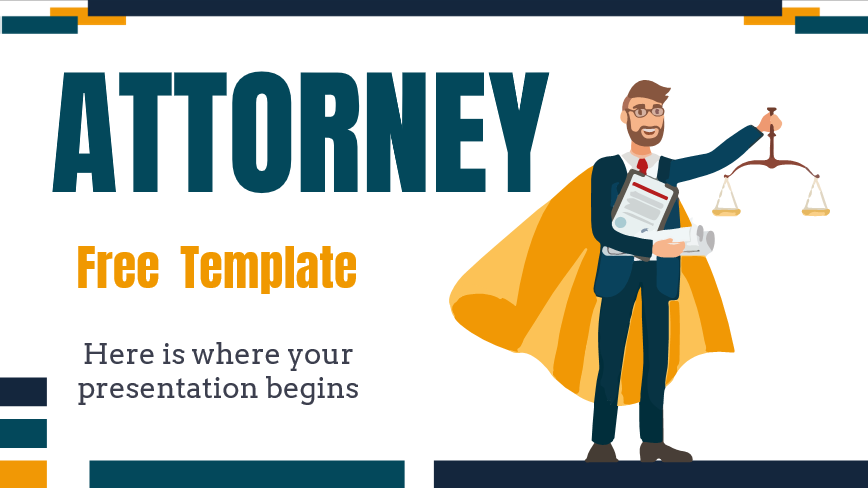 ATTORNEY
Free Template
Here is where your
presentation begins